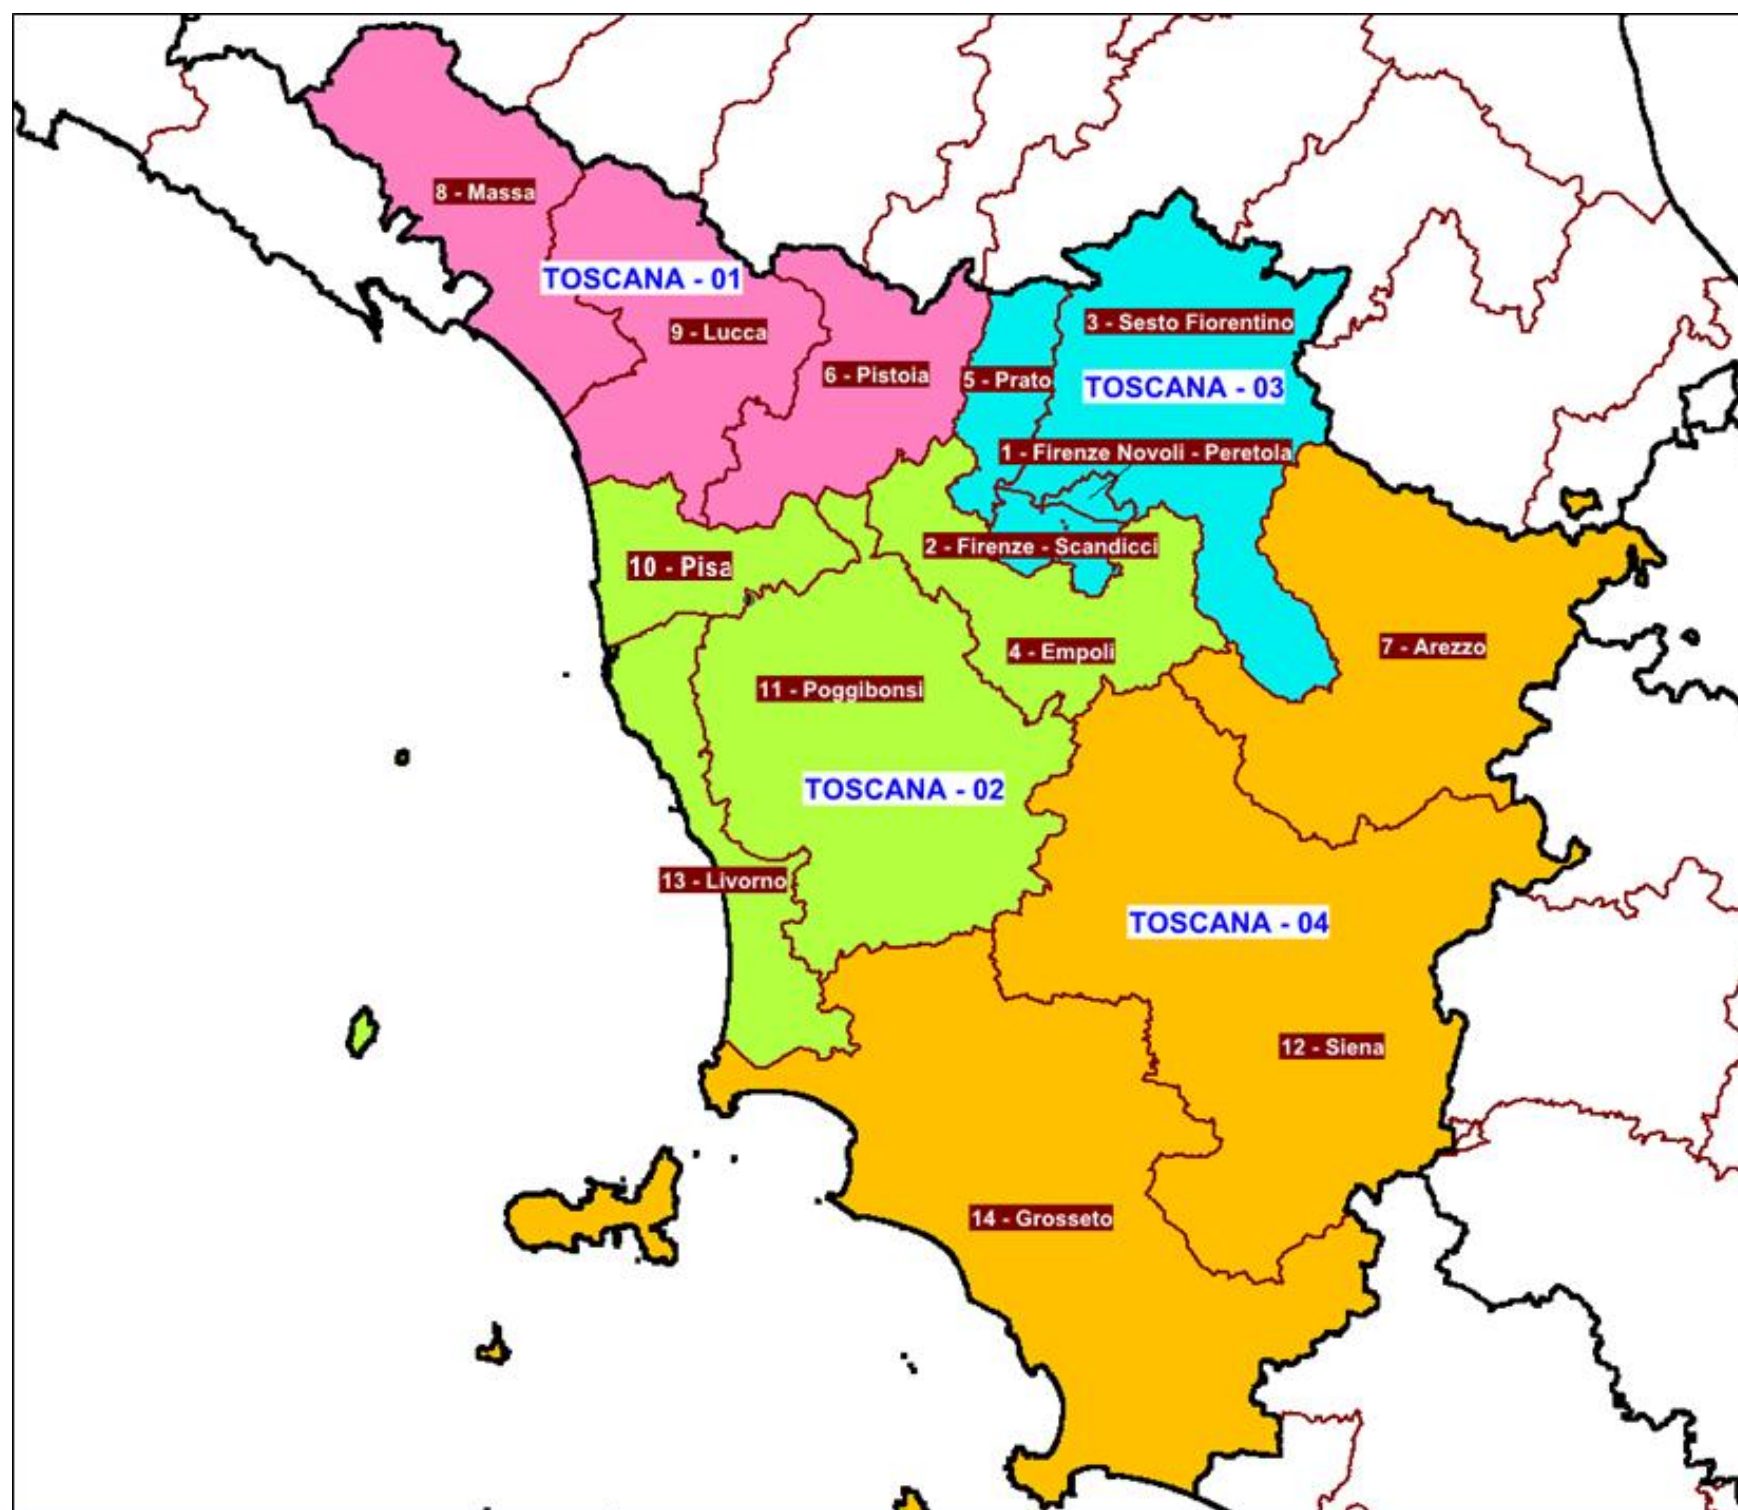 8 - Massa
TOSCANA - 01
9 - Lucca
3 - Sesto Fiorentino
6 - Pistoia
5 - Prato
TOSCANA - 03
1 - Firenze Novoli - Peretola
2 - Firenze - Scandicci
10 - Pisa
4 - Empoli
7 - Arezzo
11 - Poggibonsi
TOSCANA - 02
13 - Livorno
TOSCANA - 04
12 - Siena
14 - Grosseto